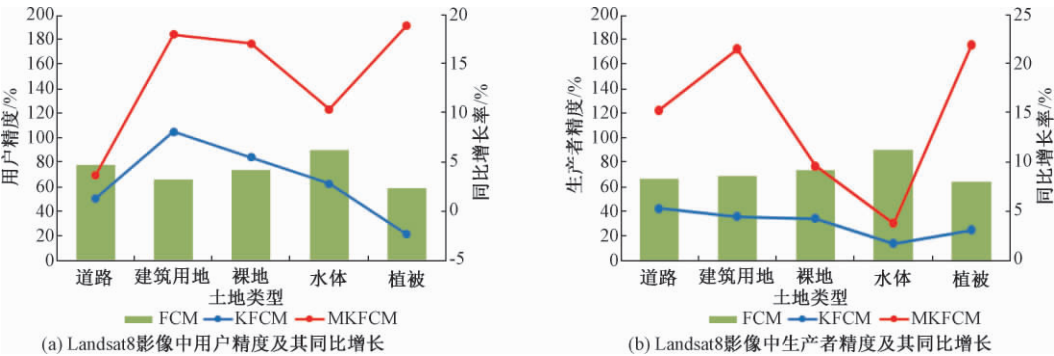 用户精度/%
200
180
160
140
120
100
80
60
40
20
0
20
15
10
5
0
-5
同比增长率/%
道路 建筑用地 裸地 水体 植被
土地类型
FCM KFCM MKFCM
(a) Landsat8影像中用户精度及其同比增长
生产者精度/%
200
180
160
140
120
100
80
60
40
20
0
25
20
15
10
5
0
同比增长率/%
道路 建筑用地 裸地 水体 植被
土地类型
FCM KFCM MKFCM
(b) Landsat8影像中生产者精度及其同比增长